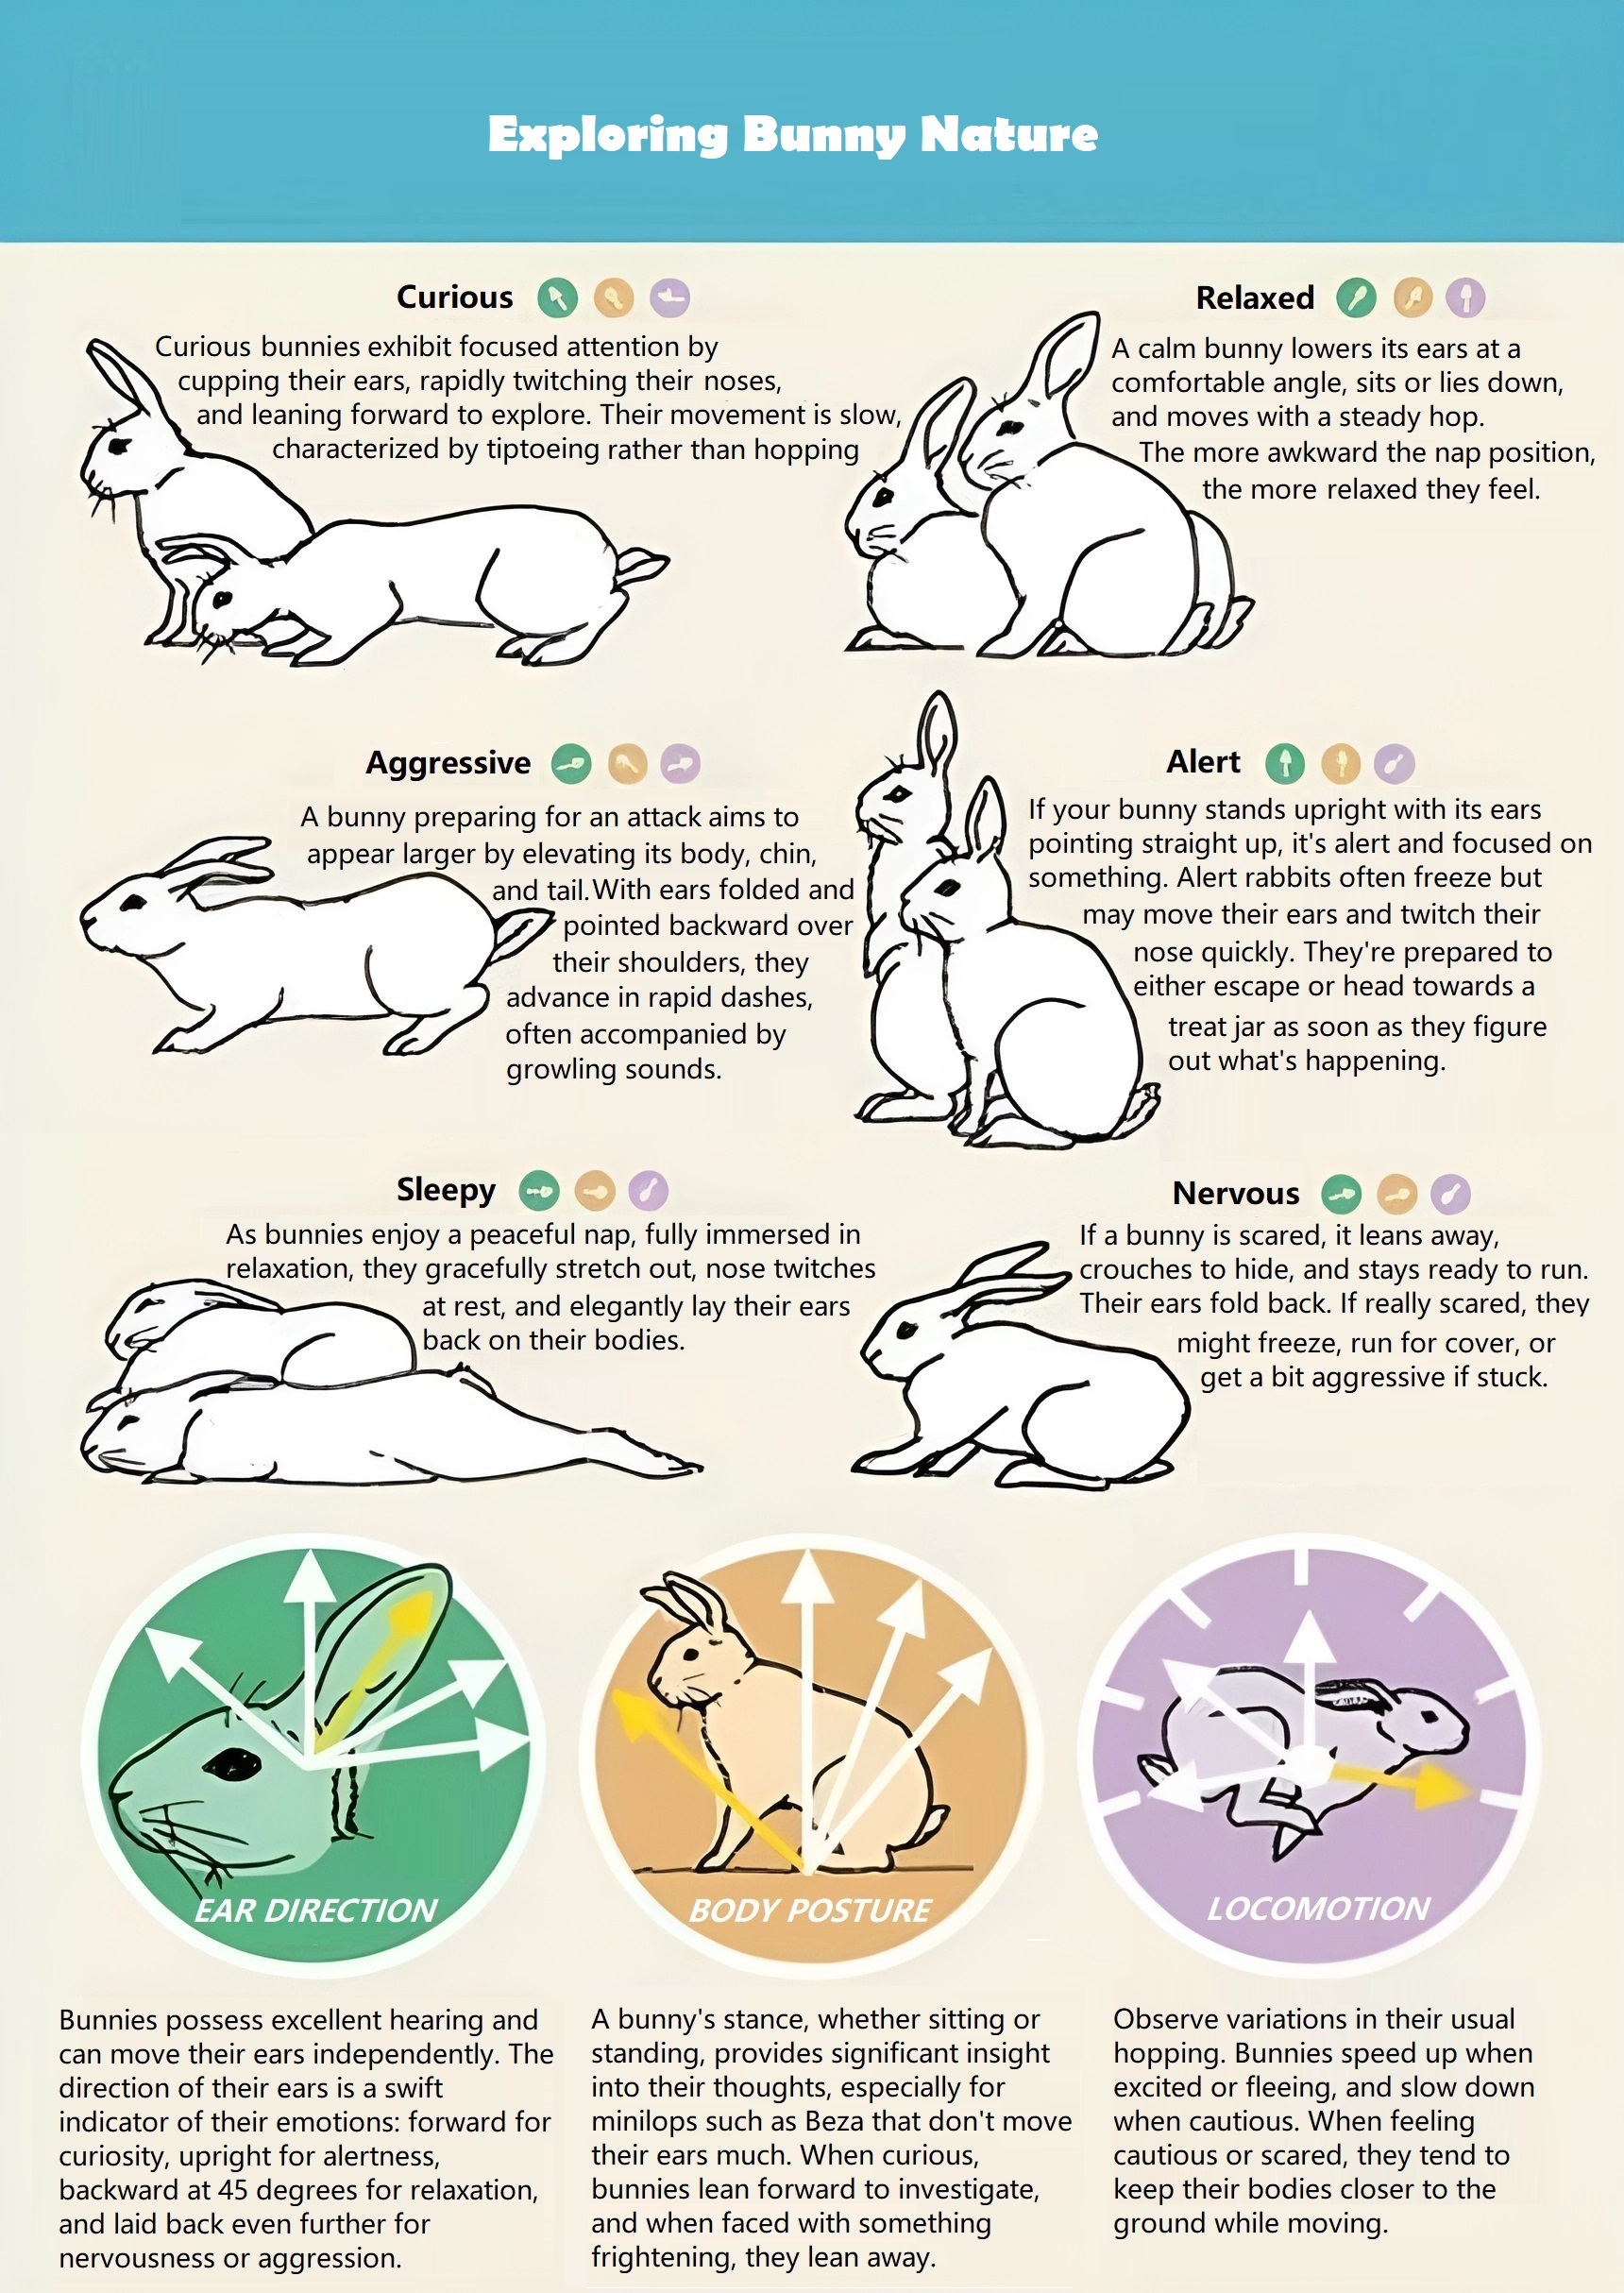 Exploring Bunny Nature
Curious
Curious bunnies exhibit focused attention by
cupping their ears, rapidly twitching their noses,
and leaning forward to explore. Their movement is slow,
characterized by tiptoeing rather than hopping
Relaxed
A calm bunny lowers its ears at a
comfortable angle, sits or lies down,
and moves with a steady hop.
The more awkward the nap position,
the more relaxed they feel.
Aggressive
A bunny preparing for an attack aims to
appear larger by elevating its body, chin,
and tail.With ears folded and
pointed backward over
their shoulders, they
advance in rapid dashes,
often accompanied by
growling sounds.
Alert
If your bunny stands upright with its ears
pointing straight up, it's alert and focused on
something. Alert rabbits often freeze but
may move their ears and twitch their
nose quickly. They're prepared to
either escape or head towards a
treat jar as soon as they figure
out what's happening.
Sleepy
As bunnies enjoy a peaceful nap, fully immersed in
relaxation, they gracefully stretch out, nose twitches
at rest, and elegantly lay their ears
back on their bodies.
Nervous
If a bunny is scared, it leans away,
crouches to hide, and stays ready to run.
Their ears fold back. If really scared, they
might freeze, run for cover, or
get a bit aggressive if stuck.
EAR DIRECTION
BODY POSTURE
LOCOMOTION
Bunnies possess excellent hearing and
can move their ears independently. The
direction of their ears is a swift
indicator of their emotions: forward for
curiosity, upright for alertness,
backward at 45 degrees for relaxation,
and laid back even further for
nervousness or aggression.
A bunny's stance, whether sitting or
standing, provides significant insight
into their thoughts, especially for
minilops such as Beza that don't move
their ears much. When curious,
bunnies lean forward to investigate,
and when faced with something
frightening, they lean away.
Observe variations in their usual
hopping. Bunnies speed up when
excited or fleeing, and slow down
when cautious. When feeling
cautious or scared, they tend to
keep their bodies closer to the
ground while moving.